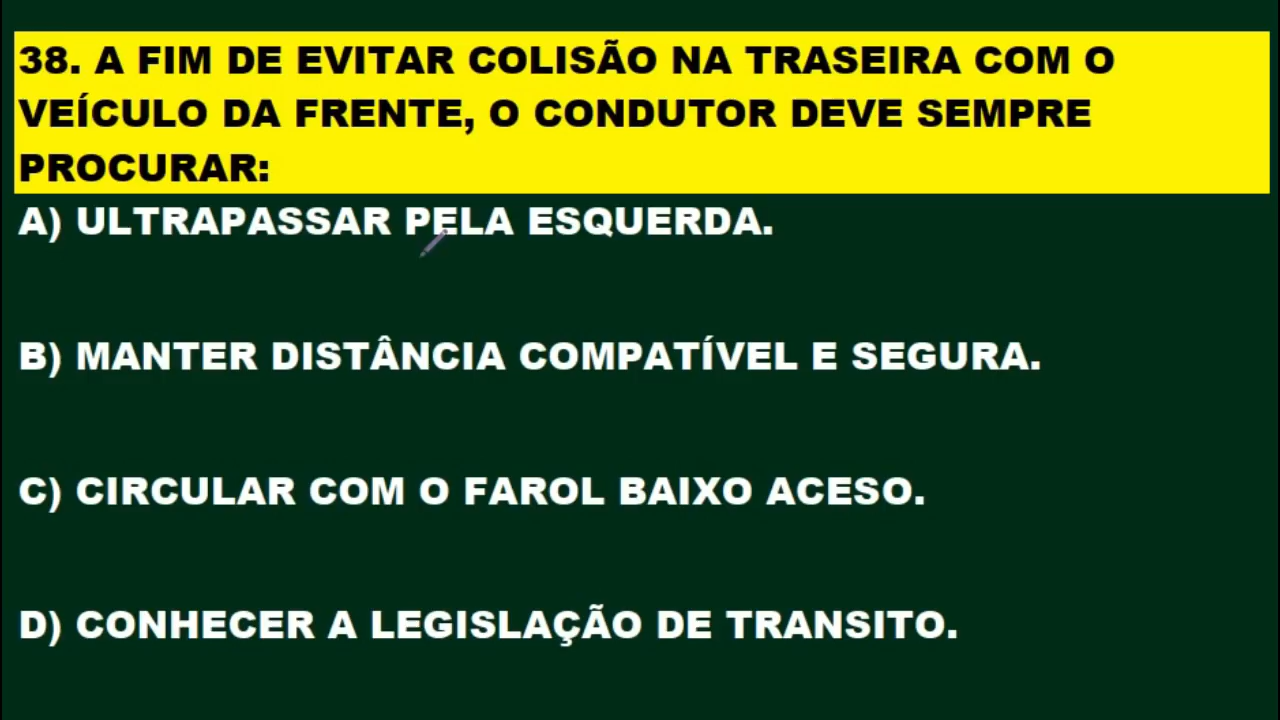 38. A FIM DE EVITAR COLISÃO NA TRASEIRA COM O
VEÍCULO DA FRENTE, O CONDUTOR DEVE SEMPRE
PROCURAR:
A) ULTRAPASSAR PELA ESQUERDA.
B) MANTER DISTÂNCIA COMPATÍVEL E SEGURA.
C) CIRCULAR COM O FAROL BAIXO ACESO.
D) CONHECER A LEGISLAÇÃO DE TRANSITO.